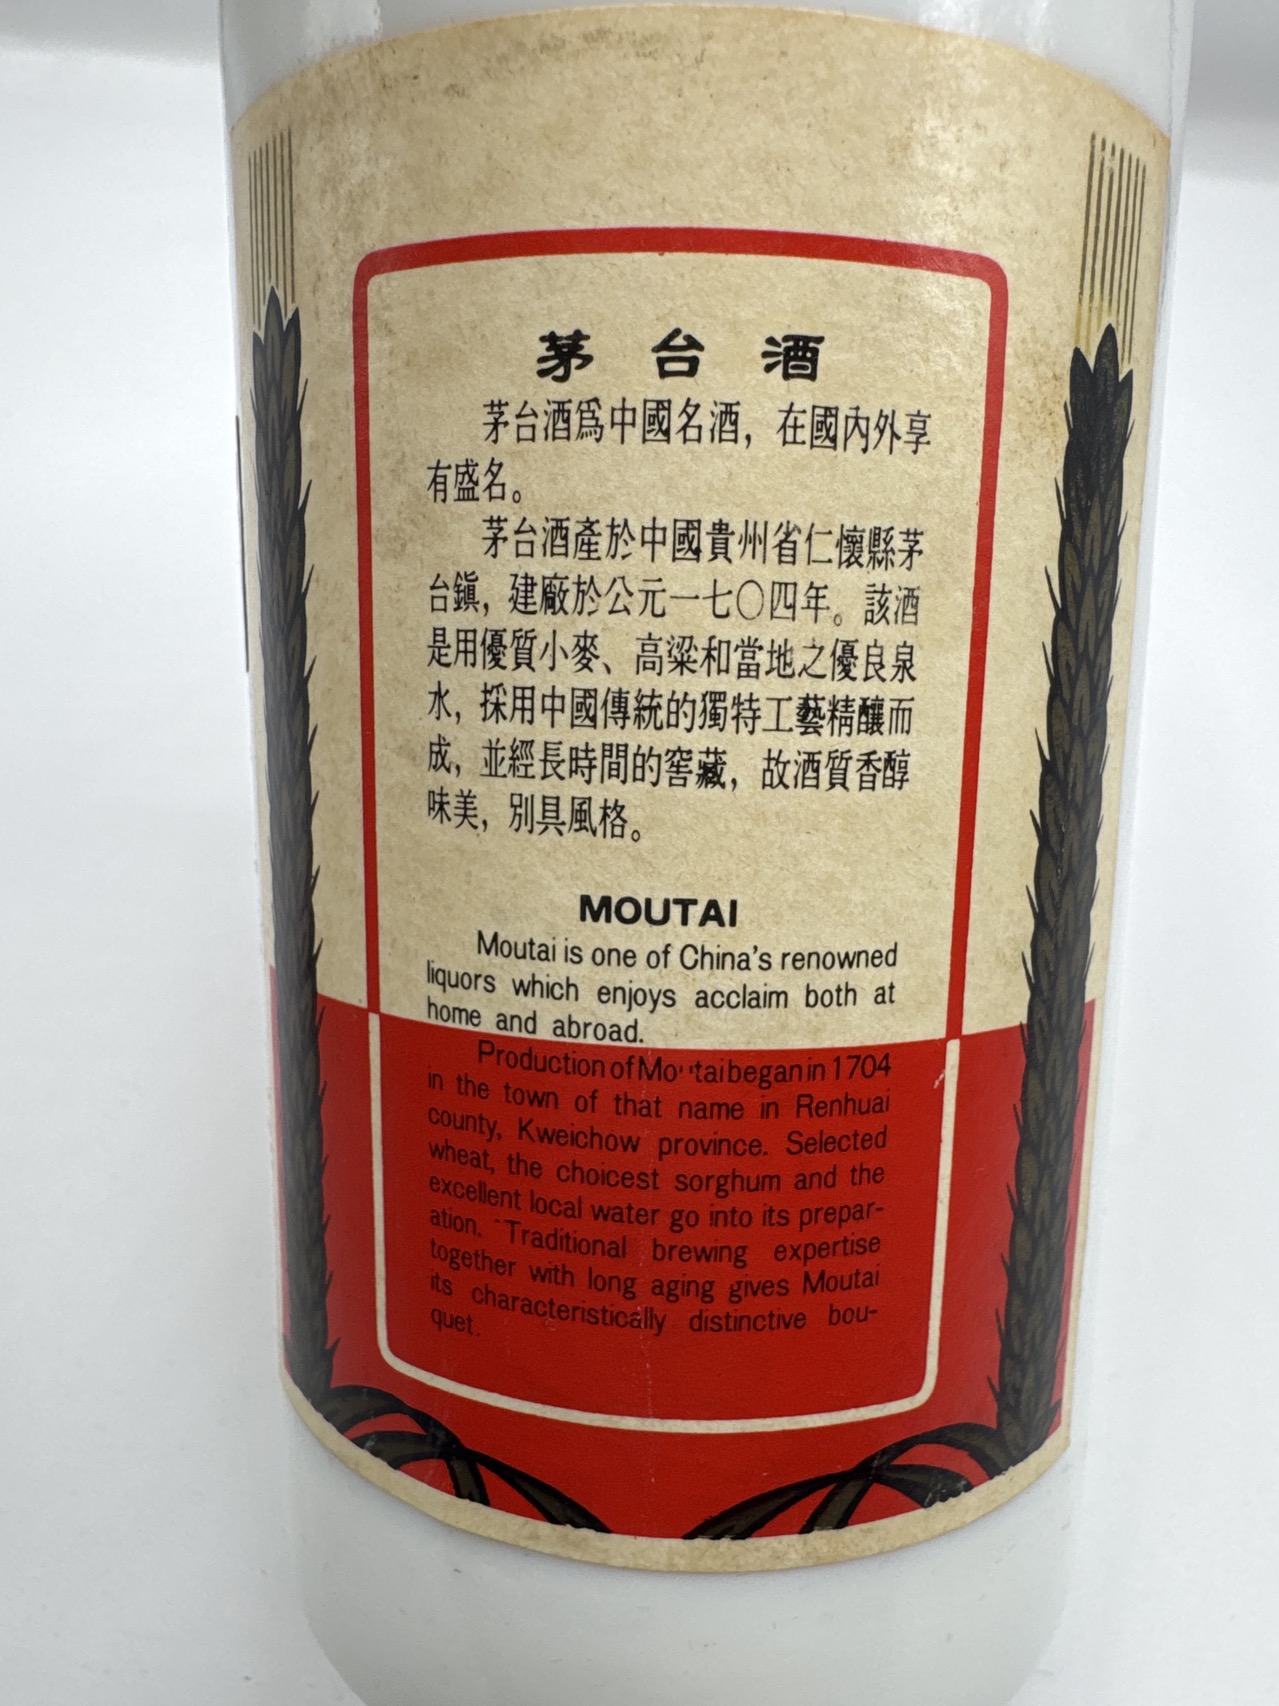 茅台酒
茅台酒爲中國名酒，在國內外享
有盛名。
茅台酒產於中國貴州省仁懷縣茅
台鎮，建廠於公元一七〇四年。該酒
是用優質小麥、高粱和當地之優良泉
水，採用中國傳統的獨特工藝精釀而
成，並經長時間的窖藏，故酒質香醇
味美，別具風格。
MOUTAI
Moutai is one of China's renowned
liquors which enjoys acclaim both at
home and abroad.
Production of Moutai began in 1704
in the town of that name in Renhuai
county, Kweichow province. Selected
wheat, the choicest sorghum and the
excellent local water go into its prepar-
ation. Traditional brewing expertise
together with long aging gives Moutai
its characteristically distinctive bou-
quet.